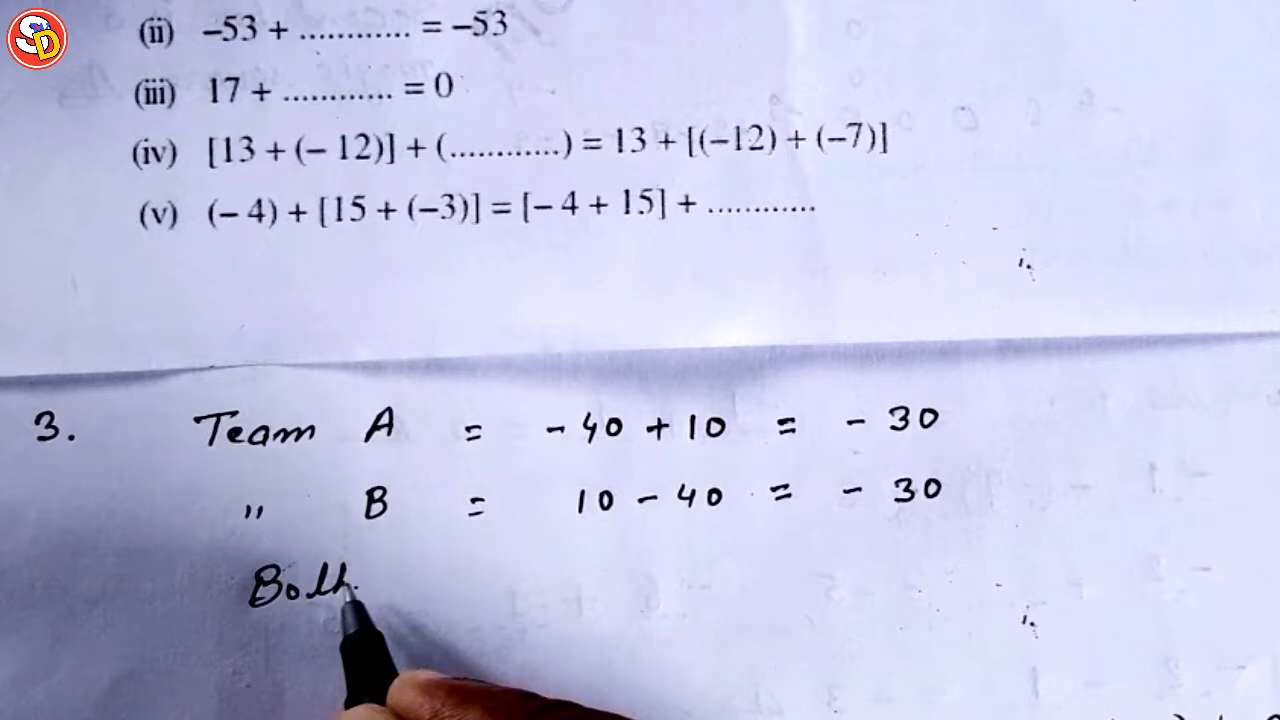 SD
(ii) –53 + ............ = –53
(iii) 17 + ............ = 0
(iv) [13 + (– 12)] + (............) = 13 + [(–12) + (–7)]
(v) (– 4) + [15 + (–3)] = [– 4 + 15] + ............
3. Team A = - 40 + 10 = - 30
" B = 10 - 40 = - 30
Both